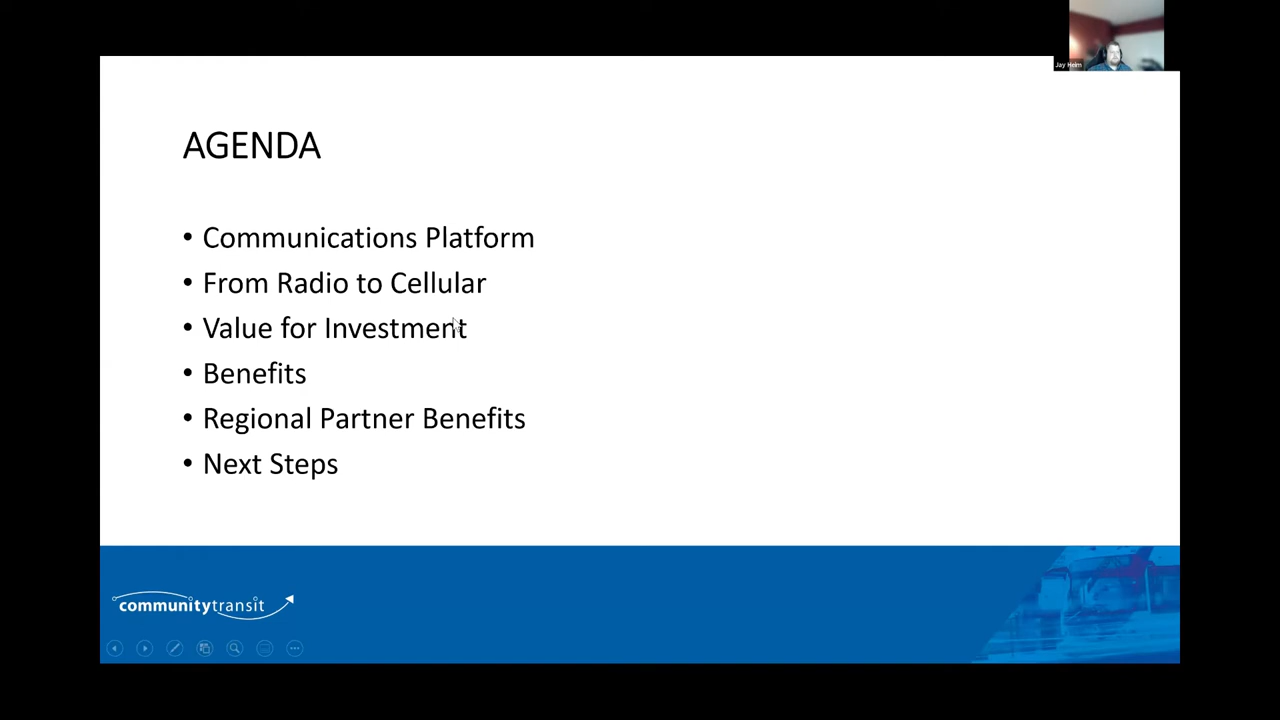 Jay Heim
AGENDA
• Communications Platform
• From Radio to Cellular
• Value for Investment
• Benefits
• Regional Partner Benefits
• Next Steps
communitytransit